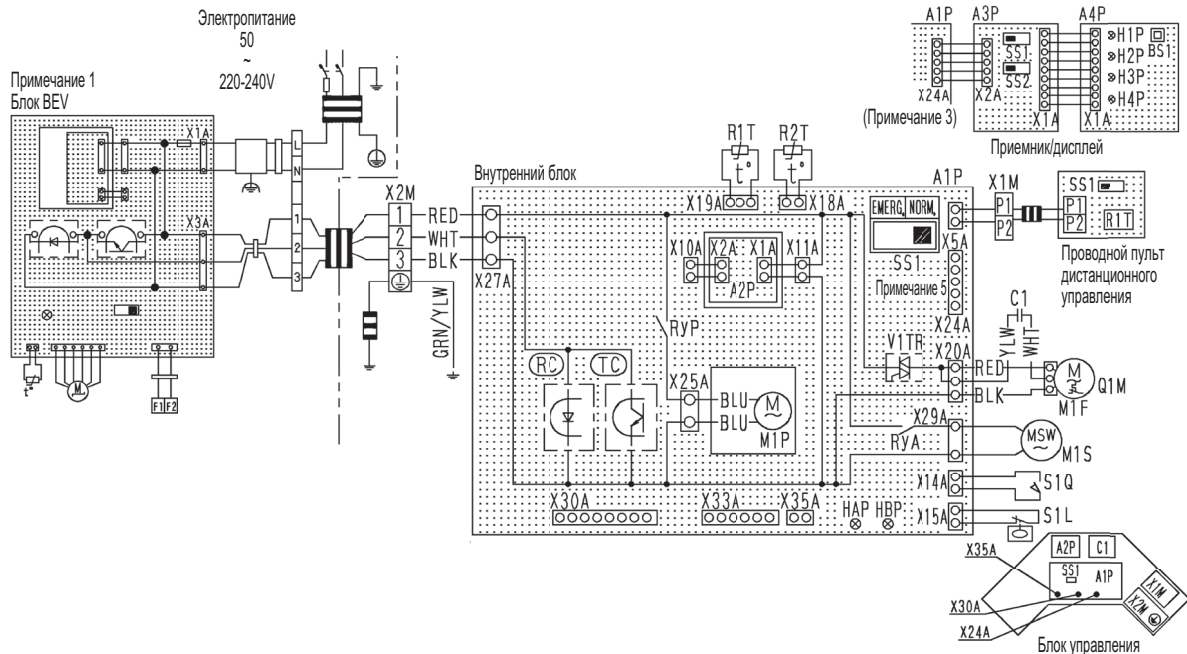 Электропитание
50
~
220-240V
Примечание 1
Блок BEV
X1A
L
N
X3A
1
2
3
t°
M
F1 F2
X2M
1 RED
2 WHT
3 BLK
GRN/YLW
X27A
Внутренний блок
R1T
R2T
t°
t°
X19A
X18A
A1P
X10A
X2A
X1A
X11A
A2P
EMERG. NORM.
SS1
X5A
Примечание 5
X24A
RyP
RC
TC
X25A
BLU
BLU
M
M1P
V1TR
X20A
C1
YLW
WHT
RED
BLK
M
Q1M
M1F
X29A
RyA
MSW
M1S
X14A
S1Q
X15A
S1L
X30A
X33A
X35A
HAP
HBP
A1P
A3P
A4P
SS1
SS2
H1P
H2P
H3P
H4P
BS1
X24A
X2A
X1A
X1A
(Примечание 3)
Приемник/дисплей
X1M
P1
P2
SS1
P1
P2
R1T
Проводной пульт
дистанционного
управления
X35A
A2P
C1
SS1
A1P
X1M
X2M
X30A
X24A
Блок управления